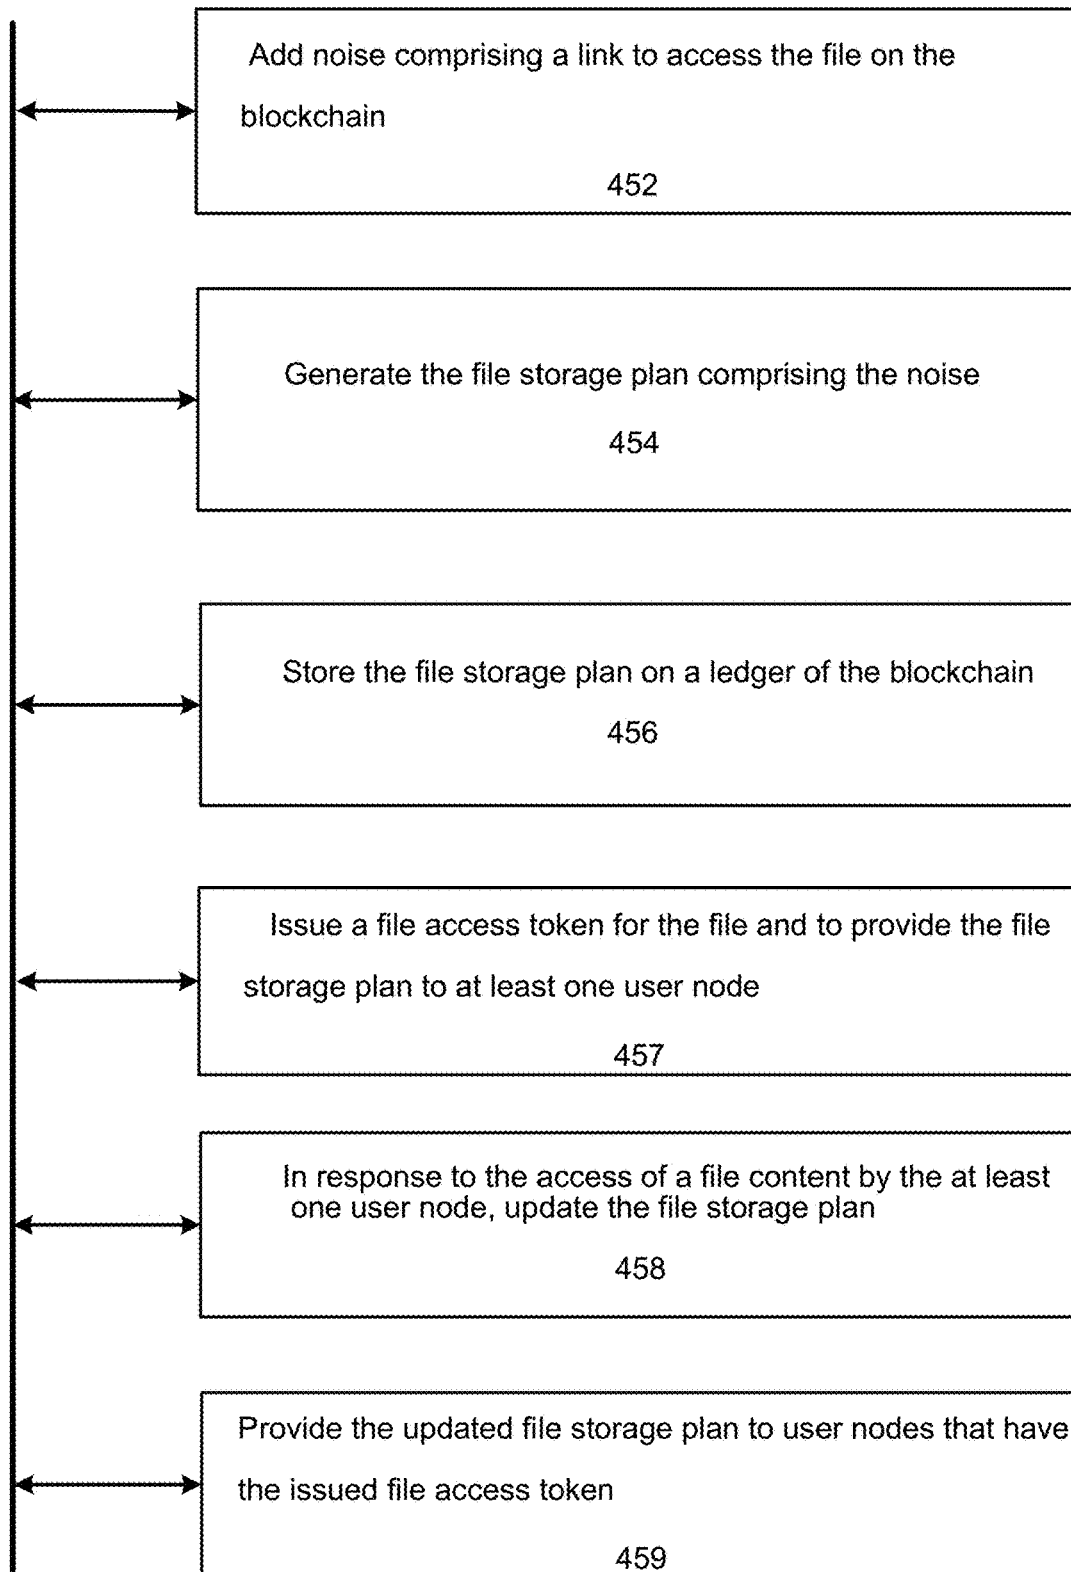 Add noise comprising a link to access the file on the
blockchain
452
Generate the file storage plan comprising the noise
454
Store the file storage plan on a ledger of the blockchain
456
Issue a file access token for the file and to provide the file
storage plan to at least one user node
457
In response to the access of a file content by the at least
one user node, update the file storage plan
458
Provide the updated file storage plan to user nodes that have
the issued file access token
459